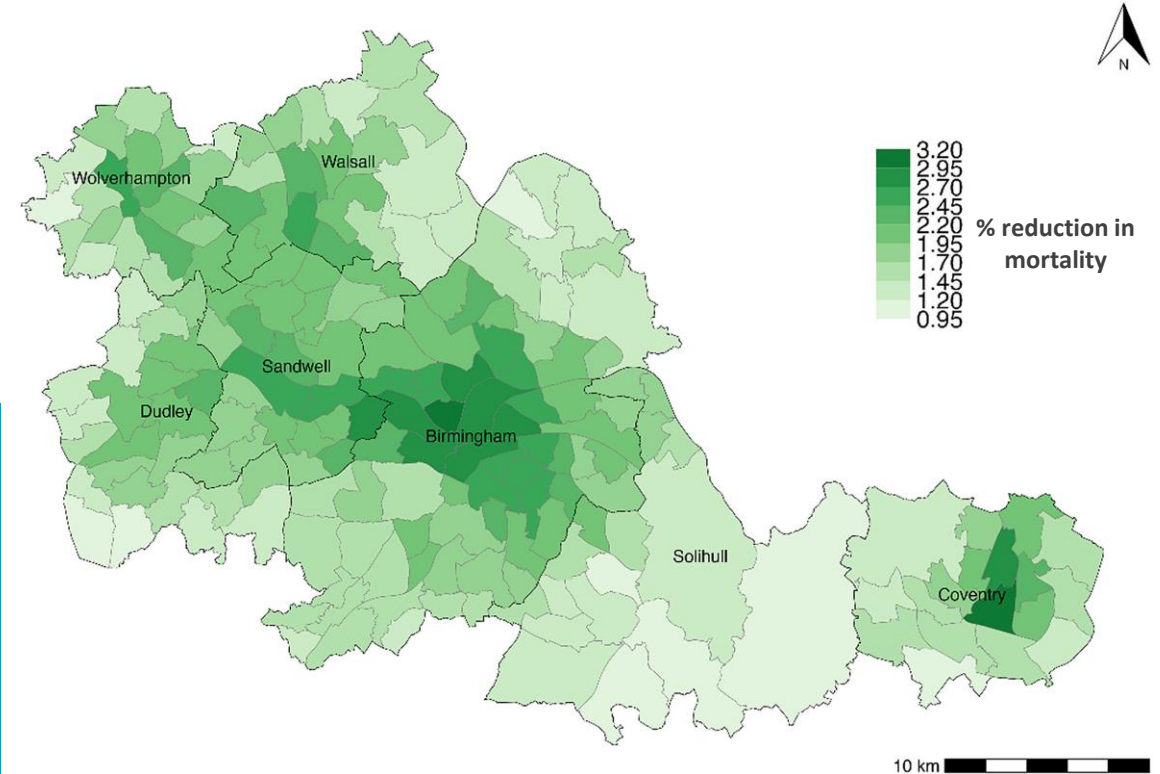 N
Walsall
Wolverhampton
3.20
2.95
2.70
2.45
2.20
1.95
1.70
1.45
1.20
0.95
% reduction in
mortality
Sandwell
Dudley
Birmingham
Solihull
Coventry
10 km